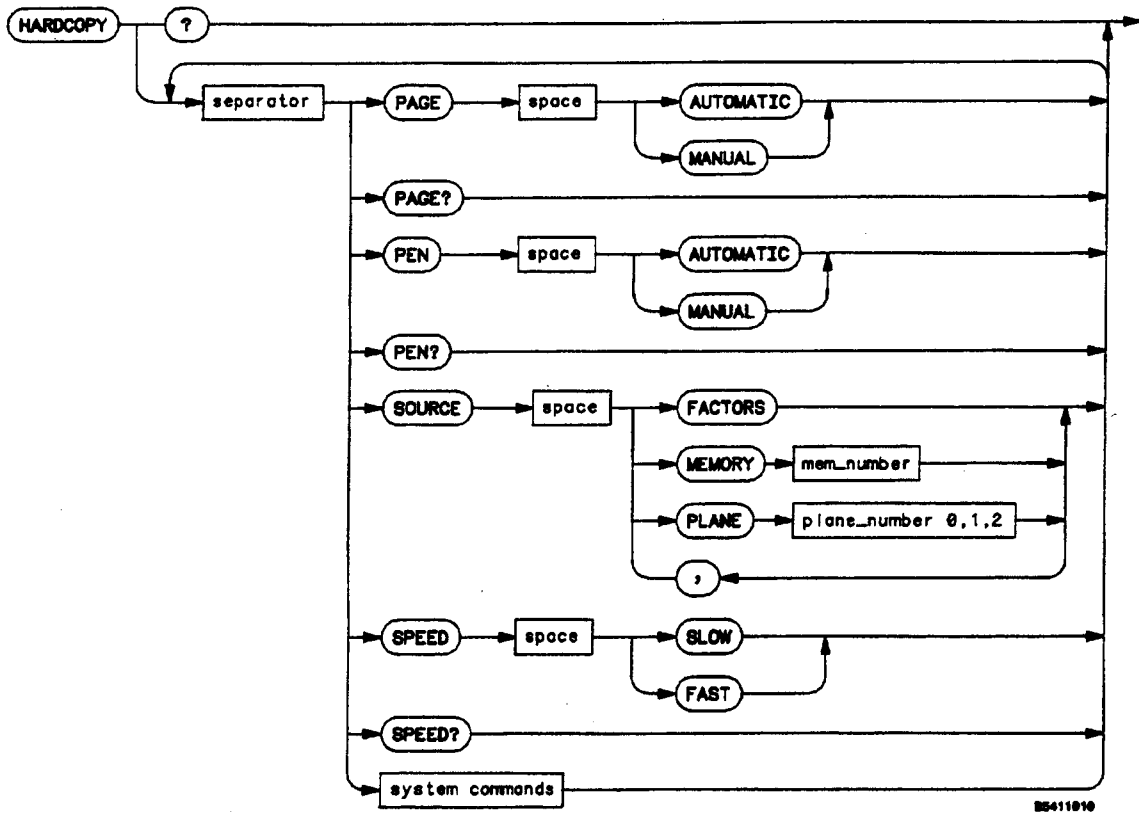 HARDCOPY ?
separator PAGE space AUTOMATIC
MANUAL
PAGE?
PEN space AUTOMATIC
MANUAL
PEN?
SOURCE space FACTORS
MEMORY mem_number
PLANE plane_number 0,1,2
,
SPEED space SLOW
FAST
SPEED?
system commands